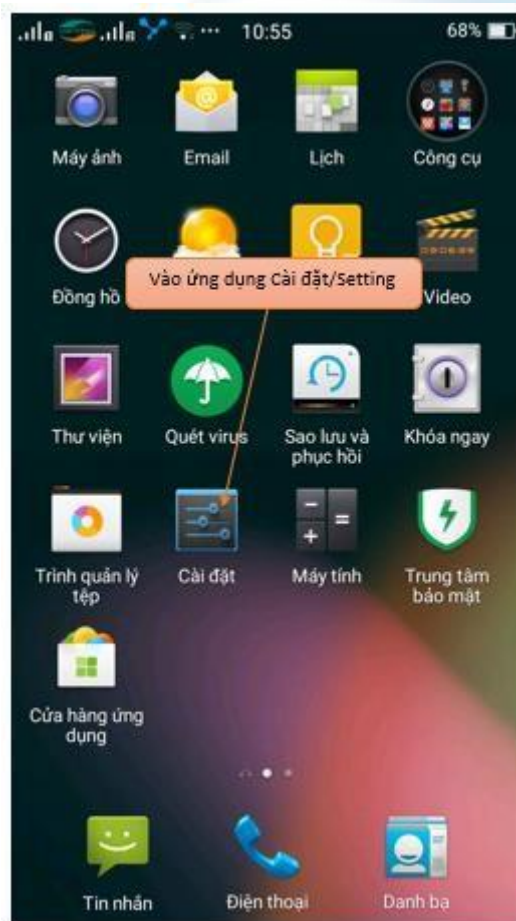 10:55
68%
Máy ảnh
Email
Lịch
Công cụ
Đồng hồ
Vào ứng dụng Cài đặt/Setting
Video
Thư viện
Quét virus
Sao lưu và
phục hồi
Khóa ngay
Trình quản lý
tệp
Cài đặt
Máy tính
Trung tâm
bảo mật
Cửa hàng ứng
dụng
Tin nhắn
Điện thoại
Danh bạ